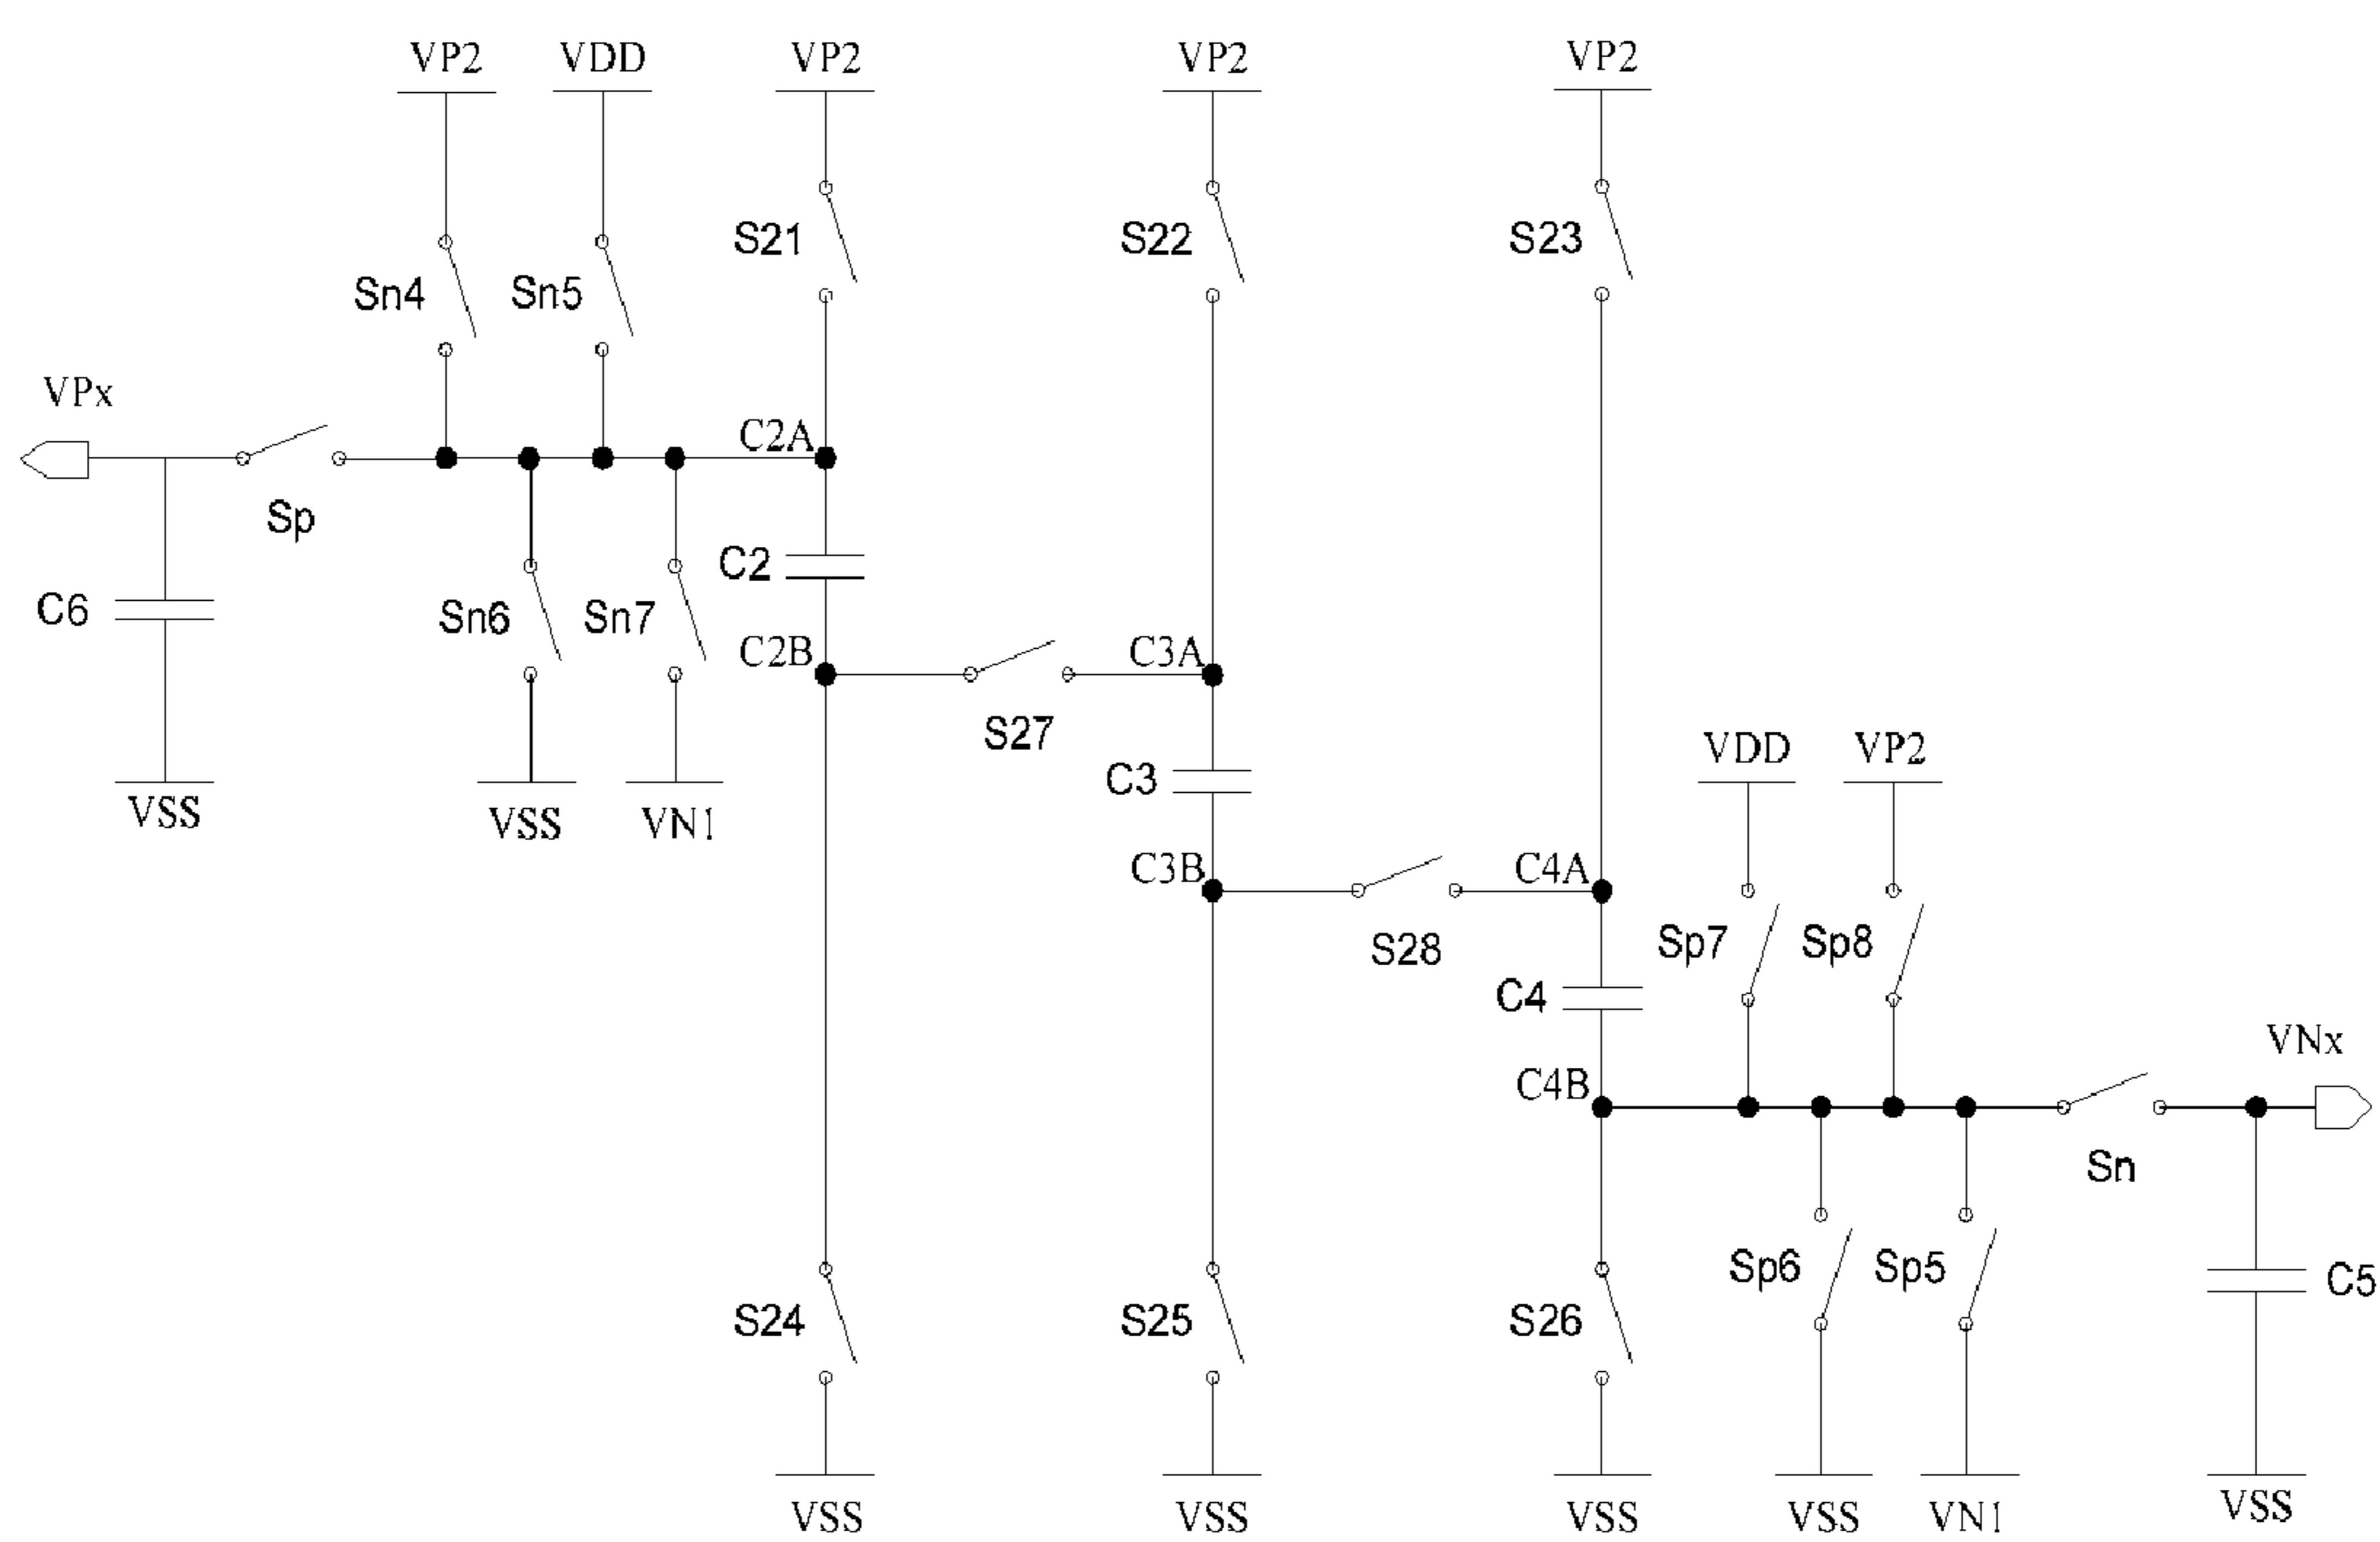 VP2 VDD VP2 VP2 VP2
S21 S22 S23
Sn4 Sn5
VPx
C2A
Sp
C2
C6 Sn6 Sn7
C2B C3A
S27
VDD VP2
C3
VSS VSS VN1
C3B C4A
S28 Sp7 Sp8
C4
VNx
C4B
Sn
Sp6 Sp5 C5
S24 S25 S26
VSS VSS VSS VSS VN1 VSS